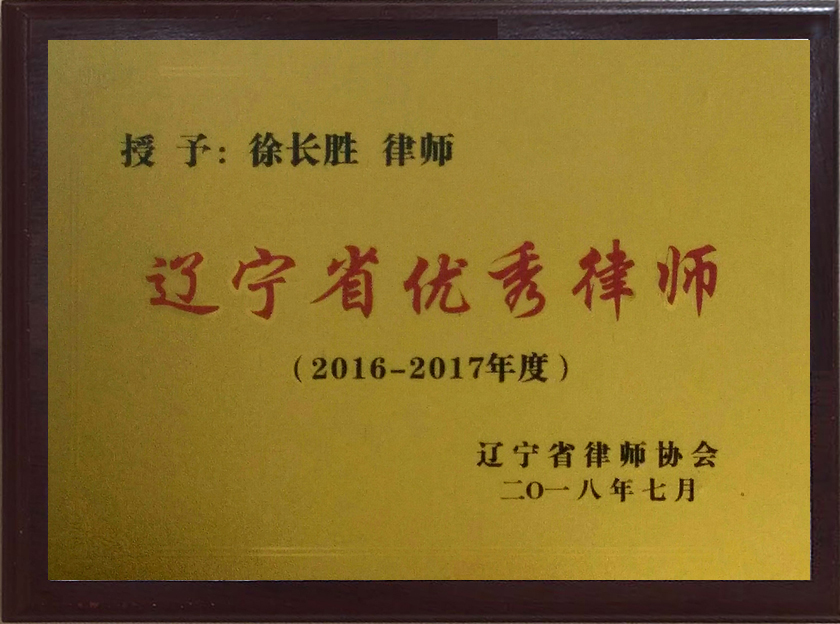 授 予：徐长胜 律师
辽宁省优秀律师
（2016-2017年度）
辽宁省律师协会
二O一八年七月